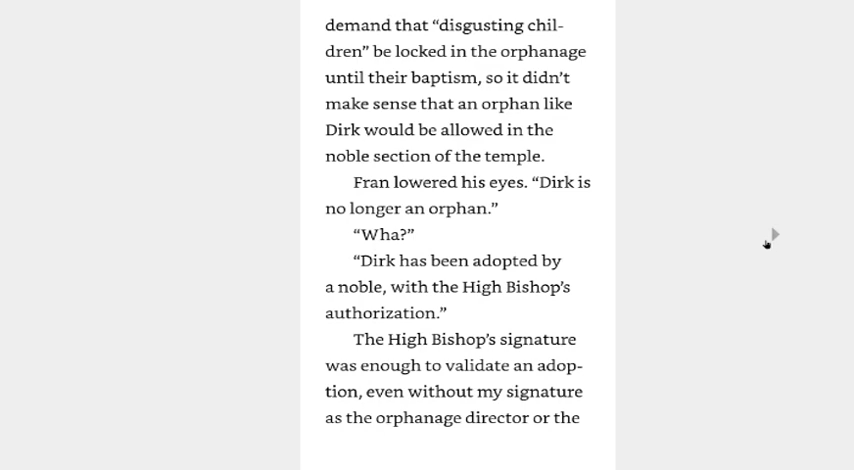 demand that “disgusting chil-
dren” be locked in the orphanage
until their baptism, so it didn’t
make sense that an orphan like
Dirk would be allowed in the
noble section of the temple.
Fran lowered his eyes. “Dirk is
no longer an orphan.”
“Wha?”
“Dirk has been adopted by
a noble, with the High Bishop’s
authorization.”
The High Bishop’s signature
was enough to validate an adop-
tion, even without my signature
as the orphanage director or the